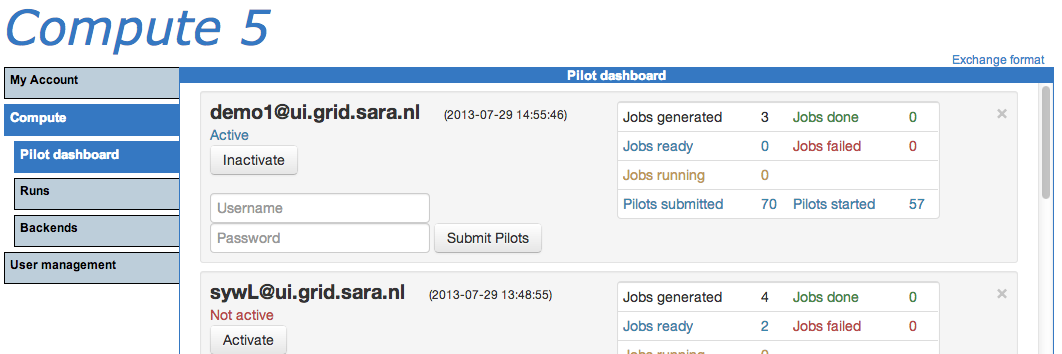 Compute 5
Exchange format
My Account
Compute
Pilot dashboard
Runs
Backends
User management
Pilot dashboard
demo1@ui.grid.sara.nl (2013-07-29 14:55:46)
Active
Inactivate
Username
Password Submit Pilots
Jobs generated 3 Jobs done 0
Jobs ready 0 Jobs failed 0
Jobs running 0
Pilots submitted 70 Pilots started 57
×
sywL@ui.grid.sara.nl (2013-07-29 13:48:55)
Not active
Activate
Jobs generated 4 Jobs done 0
Jobs ready 2 Jobs failed 0
Jobs running 0
×